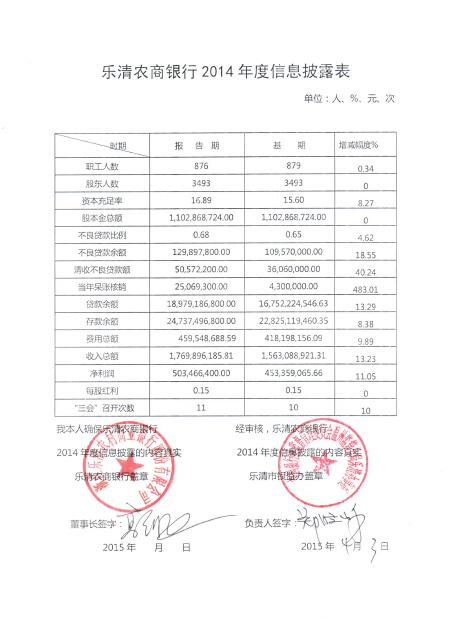 乐清农商银行 2014 年度信息披露表
单位：人、%、元、次
时期 报 告 期 基 期 增减幅度%
职工人数 876 879 0.34
股东人数 3493 3493 0
资本充足率 16.89 15.60 8.27
股本金总额 1,102,868,724.00 1,102,868,724.00 0
不良贷款比例 0.68 0.65 4.62
不良贷款余额 129,897,800.00 109,570,000.00 18.55
清收不良贷款额 50,572,200.00 36,060,000.00 40.24
当年呆账核销 25,069,300.00 4,300,000.00 483.01
贷款余额 18,979,186,800.00 16,752,224,546.63 13.29
存款余额 24,737,496,800.00 22,825,119,460.35 8.38
费用总额 459,548,688.59 418,198,156.09 9.89
收入总额 1,769,896,185.81 1,563,088,921.31 13.23
净利润 503,466,400.00 453,359,065.66 11.05
每股红利 0.15 0.15 0
“三会”召开次数 11 10 10
我本人确保乐清农商银行 经审核，乐清农商银行
2014 年度信息披露的内容真实 2014 年度信息披露的内容真实
乐清农商银行盖章 乐清市银监办盖章
董事长签字： 负责人签字：
2015 年 月 日 2015 年 4 月 3 日